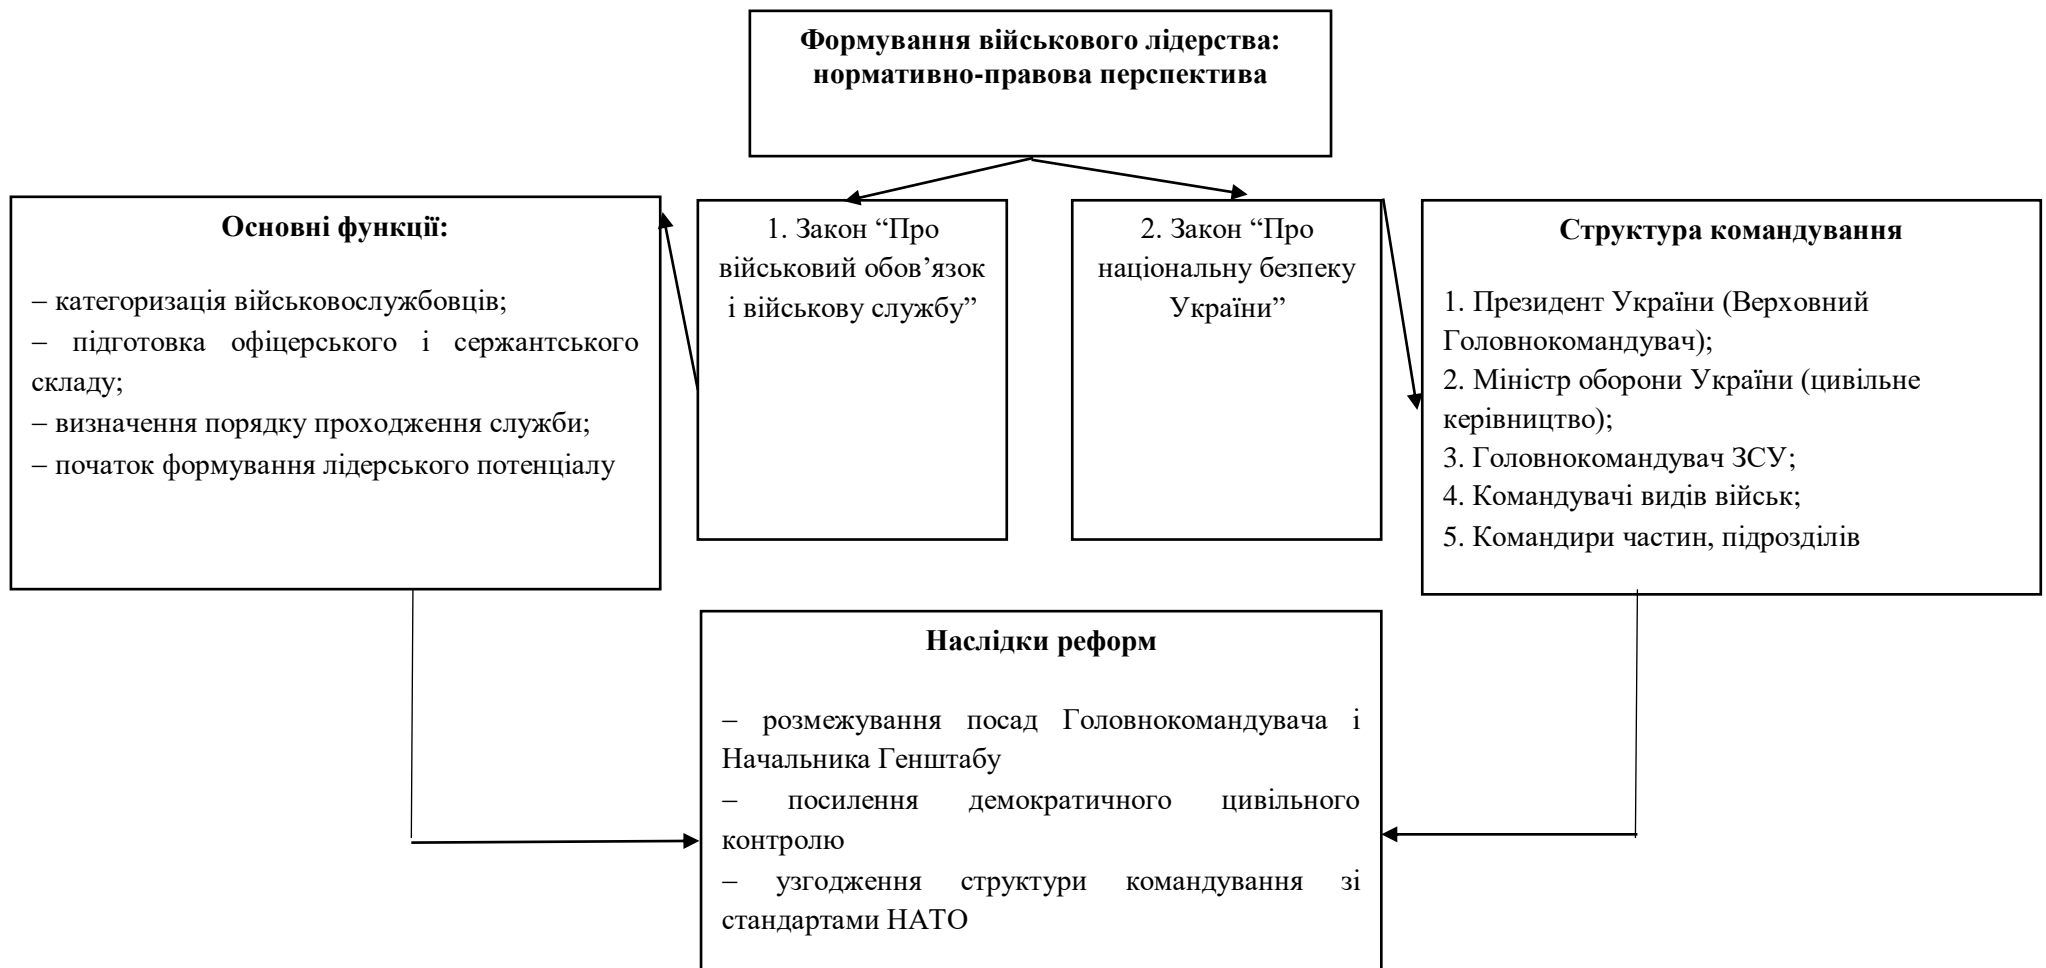 Формування військового лідерства:
нормативно-правова перспектива
Основні функції:
– категоризація військовослужбовців;
– підготовка офіцерського і сержантського
складу;
– визначення порядку проходження служби;
– початок формування лідерського потенціалу
1. Закон “Про
військовий обов’язок
і військову службу”
2. Закон “Про
національну безпеку
України”
Структура командування
1. Президент України (Верховний
Головнокомандувач);
2. Міністр оборони України (цивільне
керівництво);
3. Головнокомандувач ЗСУ;
4. Командувачі видів військ;
5. Командири частин, підрозділів
Наслідки реформ
– розмежування посад Головнокомандувача і
Начальника Генштабу
– посилення демократичного цивільного
контролю
– узгодження структури командування зі
стандартами НАТО